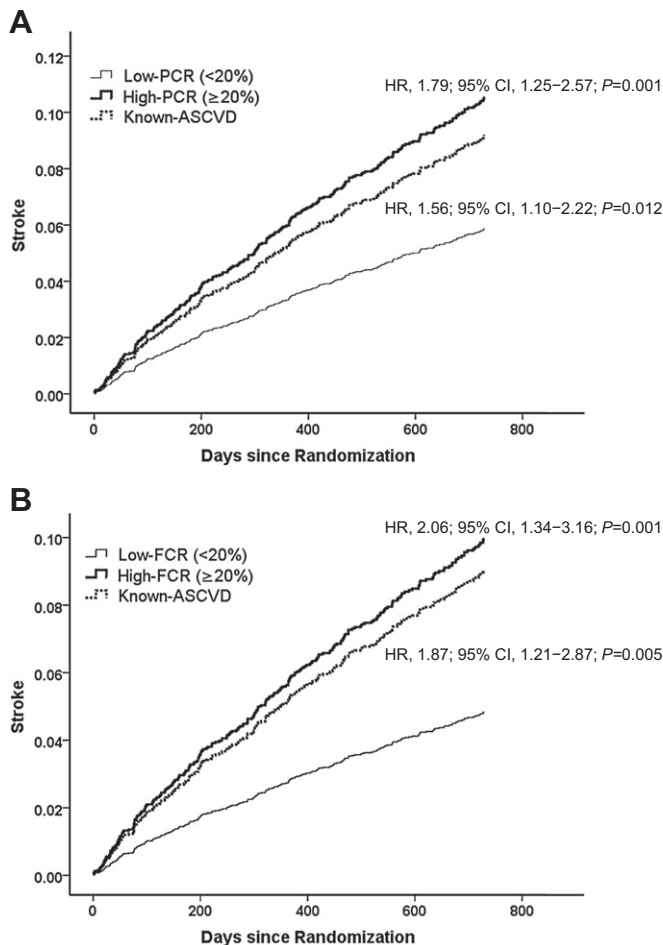 A
0.12
0.10
0.08
0.06
0.04
0.02
0.00
Stroke
Low-PCR (<20%)
High-PCR (≥20%)
Known-ASCVD
HR, 1.79; 95% CI, 1.25–2.57; P=0.001
HR, 1.56; 95% CI, 1.10–2.22; P=0.012
0 200 400 600 800
Days since Randomization
B
0.10
0.08
0.06
0.04
0.02
0.00
Stroke
Low-FCR (<20%)
High-FCR (≥20%)
Known-ASCVD
HR, 2.06; 95% CI, 1.34–3.16; P=0.001
HR, 1.87; 95% CI, 1.21–2.87; P=0.005
0 200 400 600 800
Days since Randomization